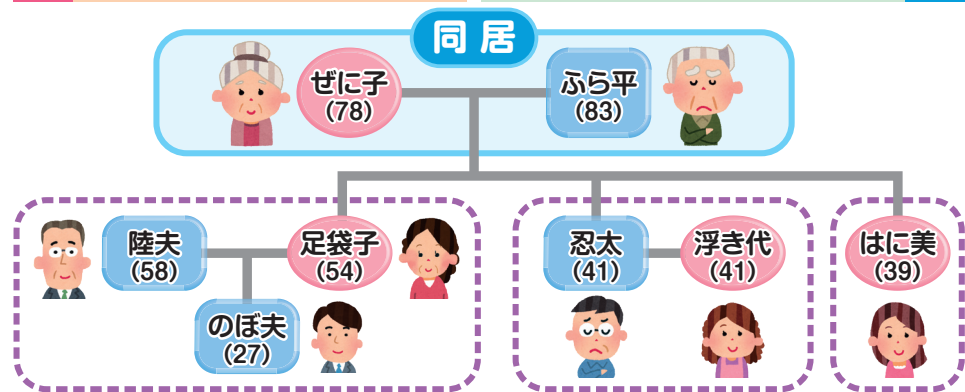 同居
ぜに子
(78)
ふら平
(83)
陸夫
(58)
足袋子
(54)
のぼ夫
(27)
忍太
(41)
浮き代
(41)
はに美
(39)